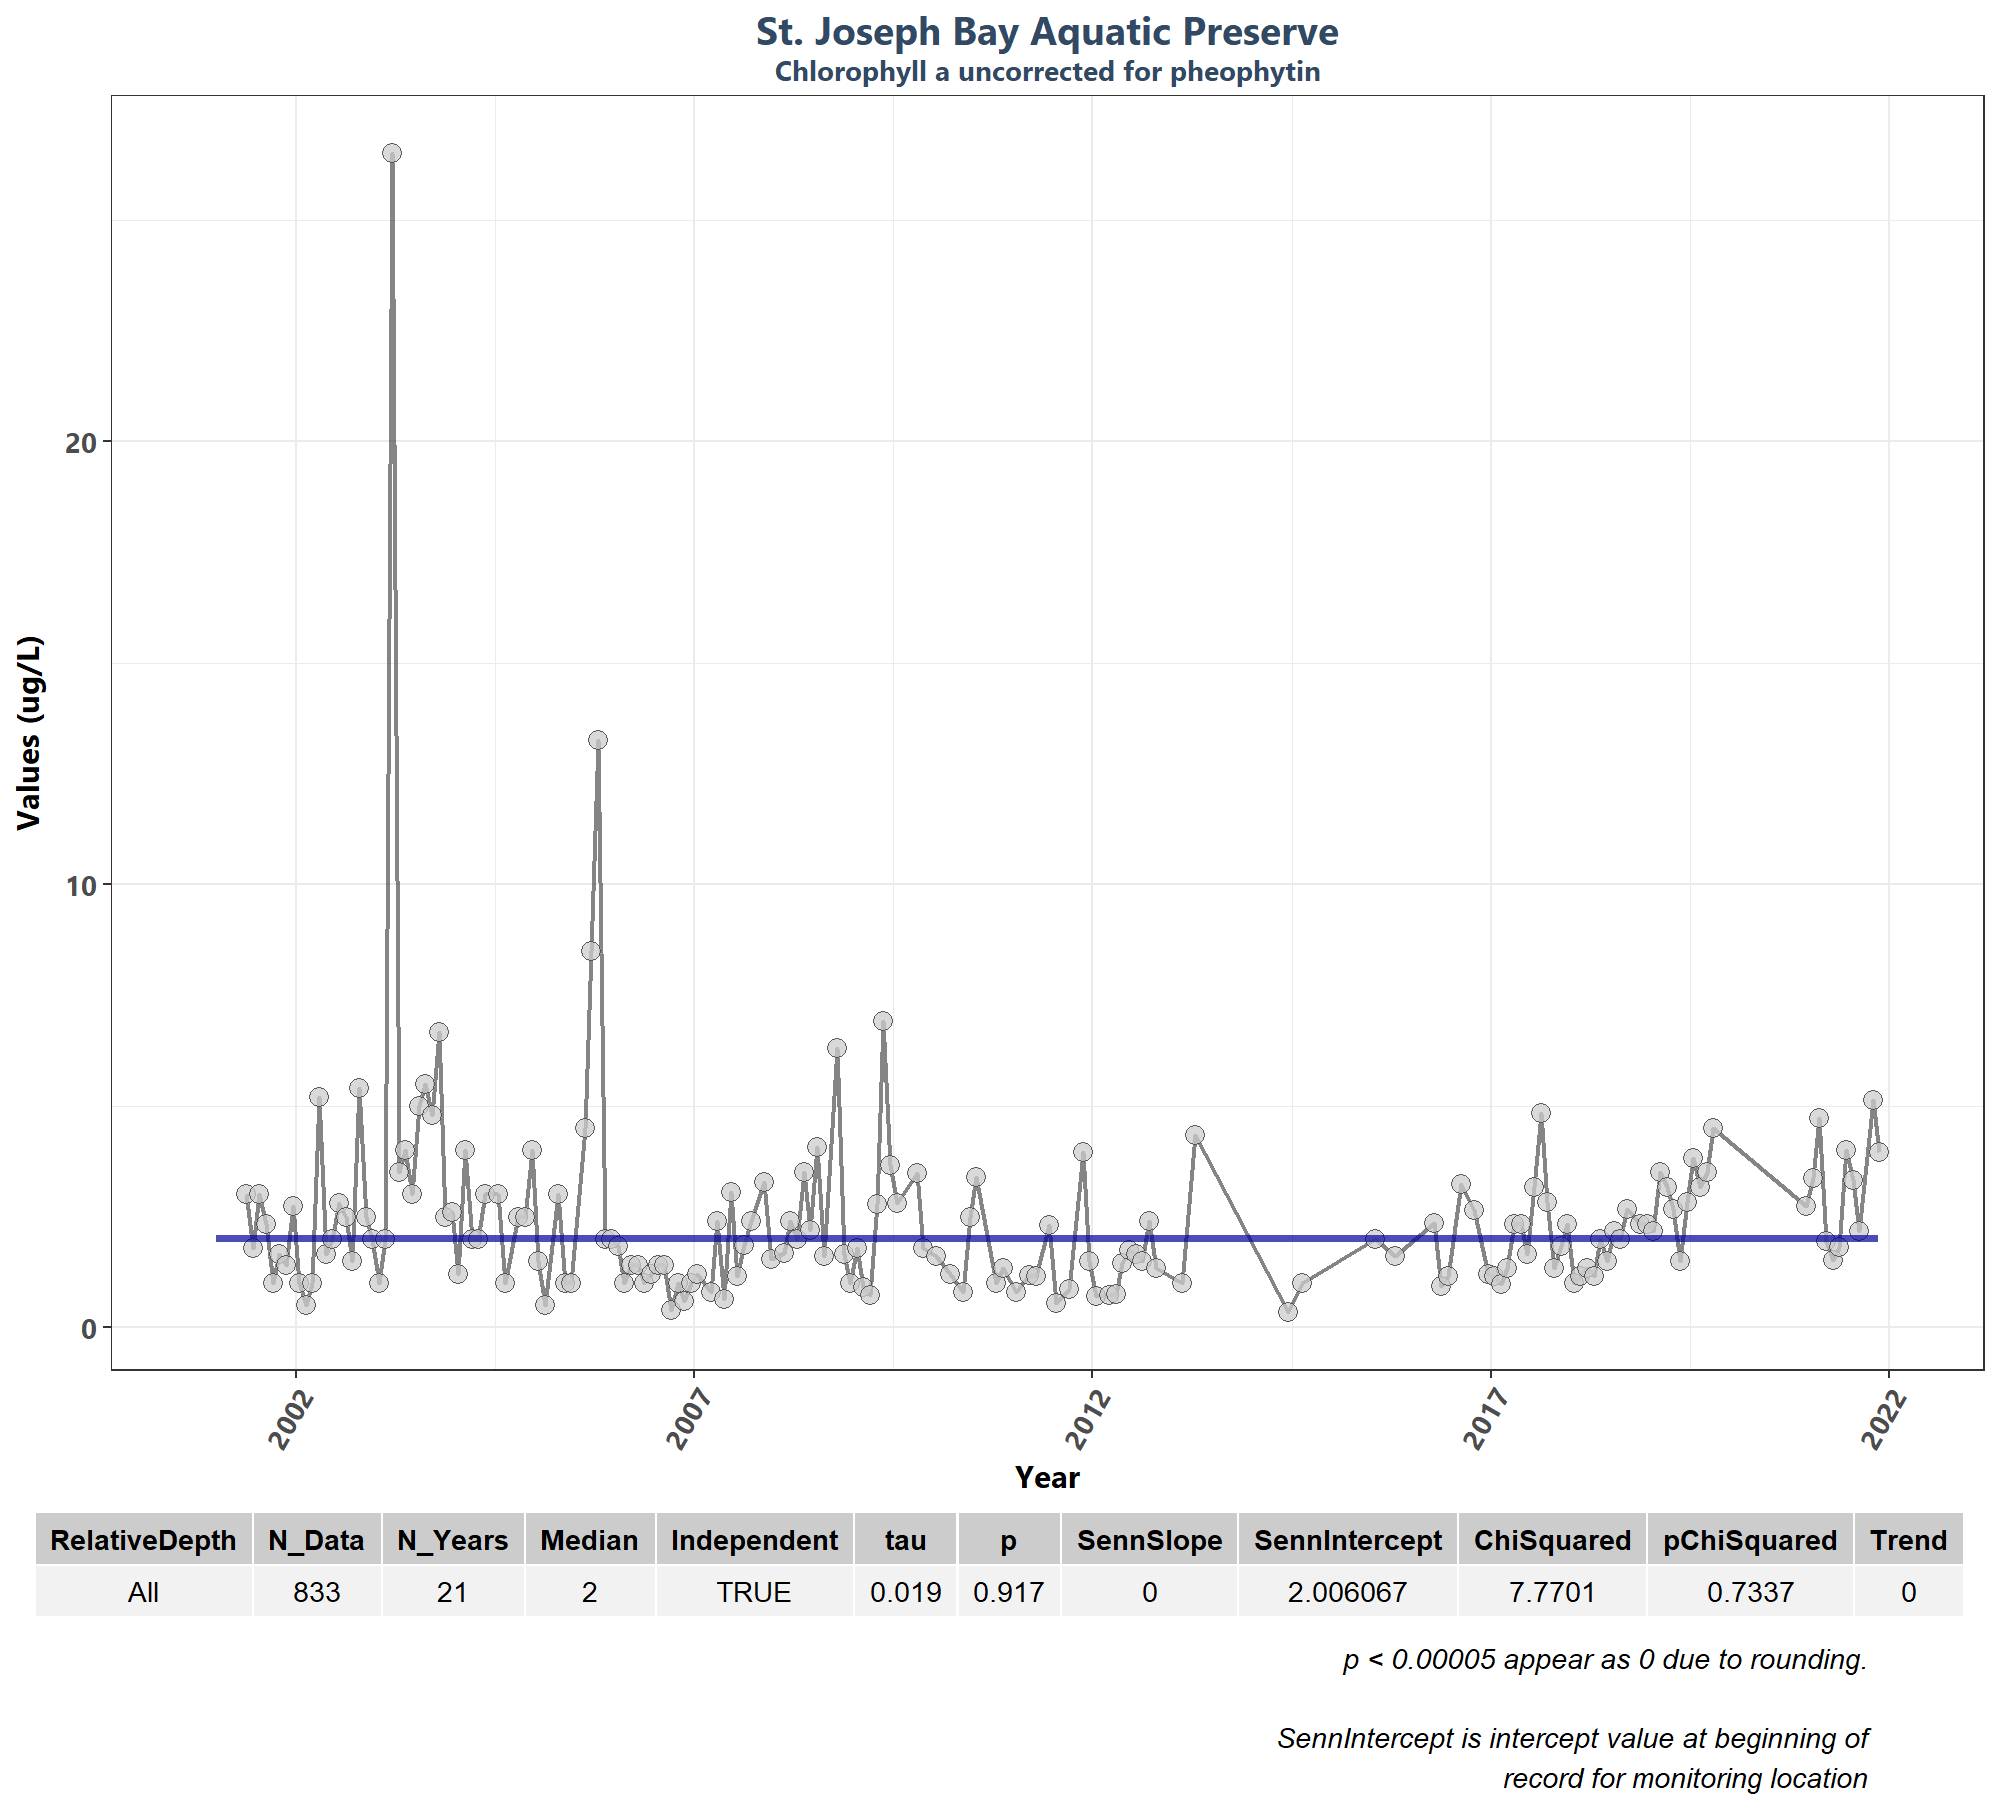 St. Joseph Bay Aquatic Preserve
Chlorophyll a uncorrected for pheophytin
Values (ug/L)
20
10
0
2002 2007 2012 2017 2022
Year
RelativeDepth N_Data N_Years Median Independent tau p SennSlope SennIntercept ChiSquared pChiSquared Trend
All 833 21 2 TRUE 0.019 0.917 0 2.006067 7.7701 0.7337 0
p < 0.00005 appear as 0 due to rounding.
SennIntercept is intercept value at beginning of
record for monitoring location